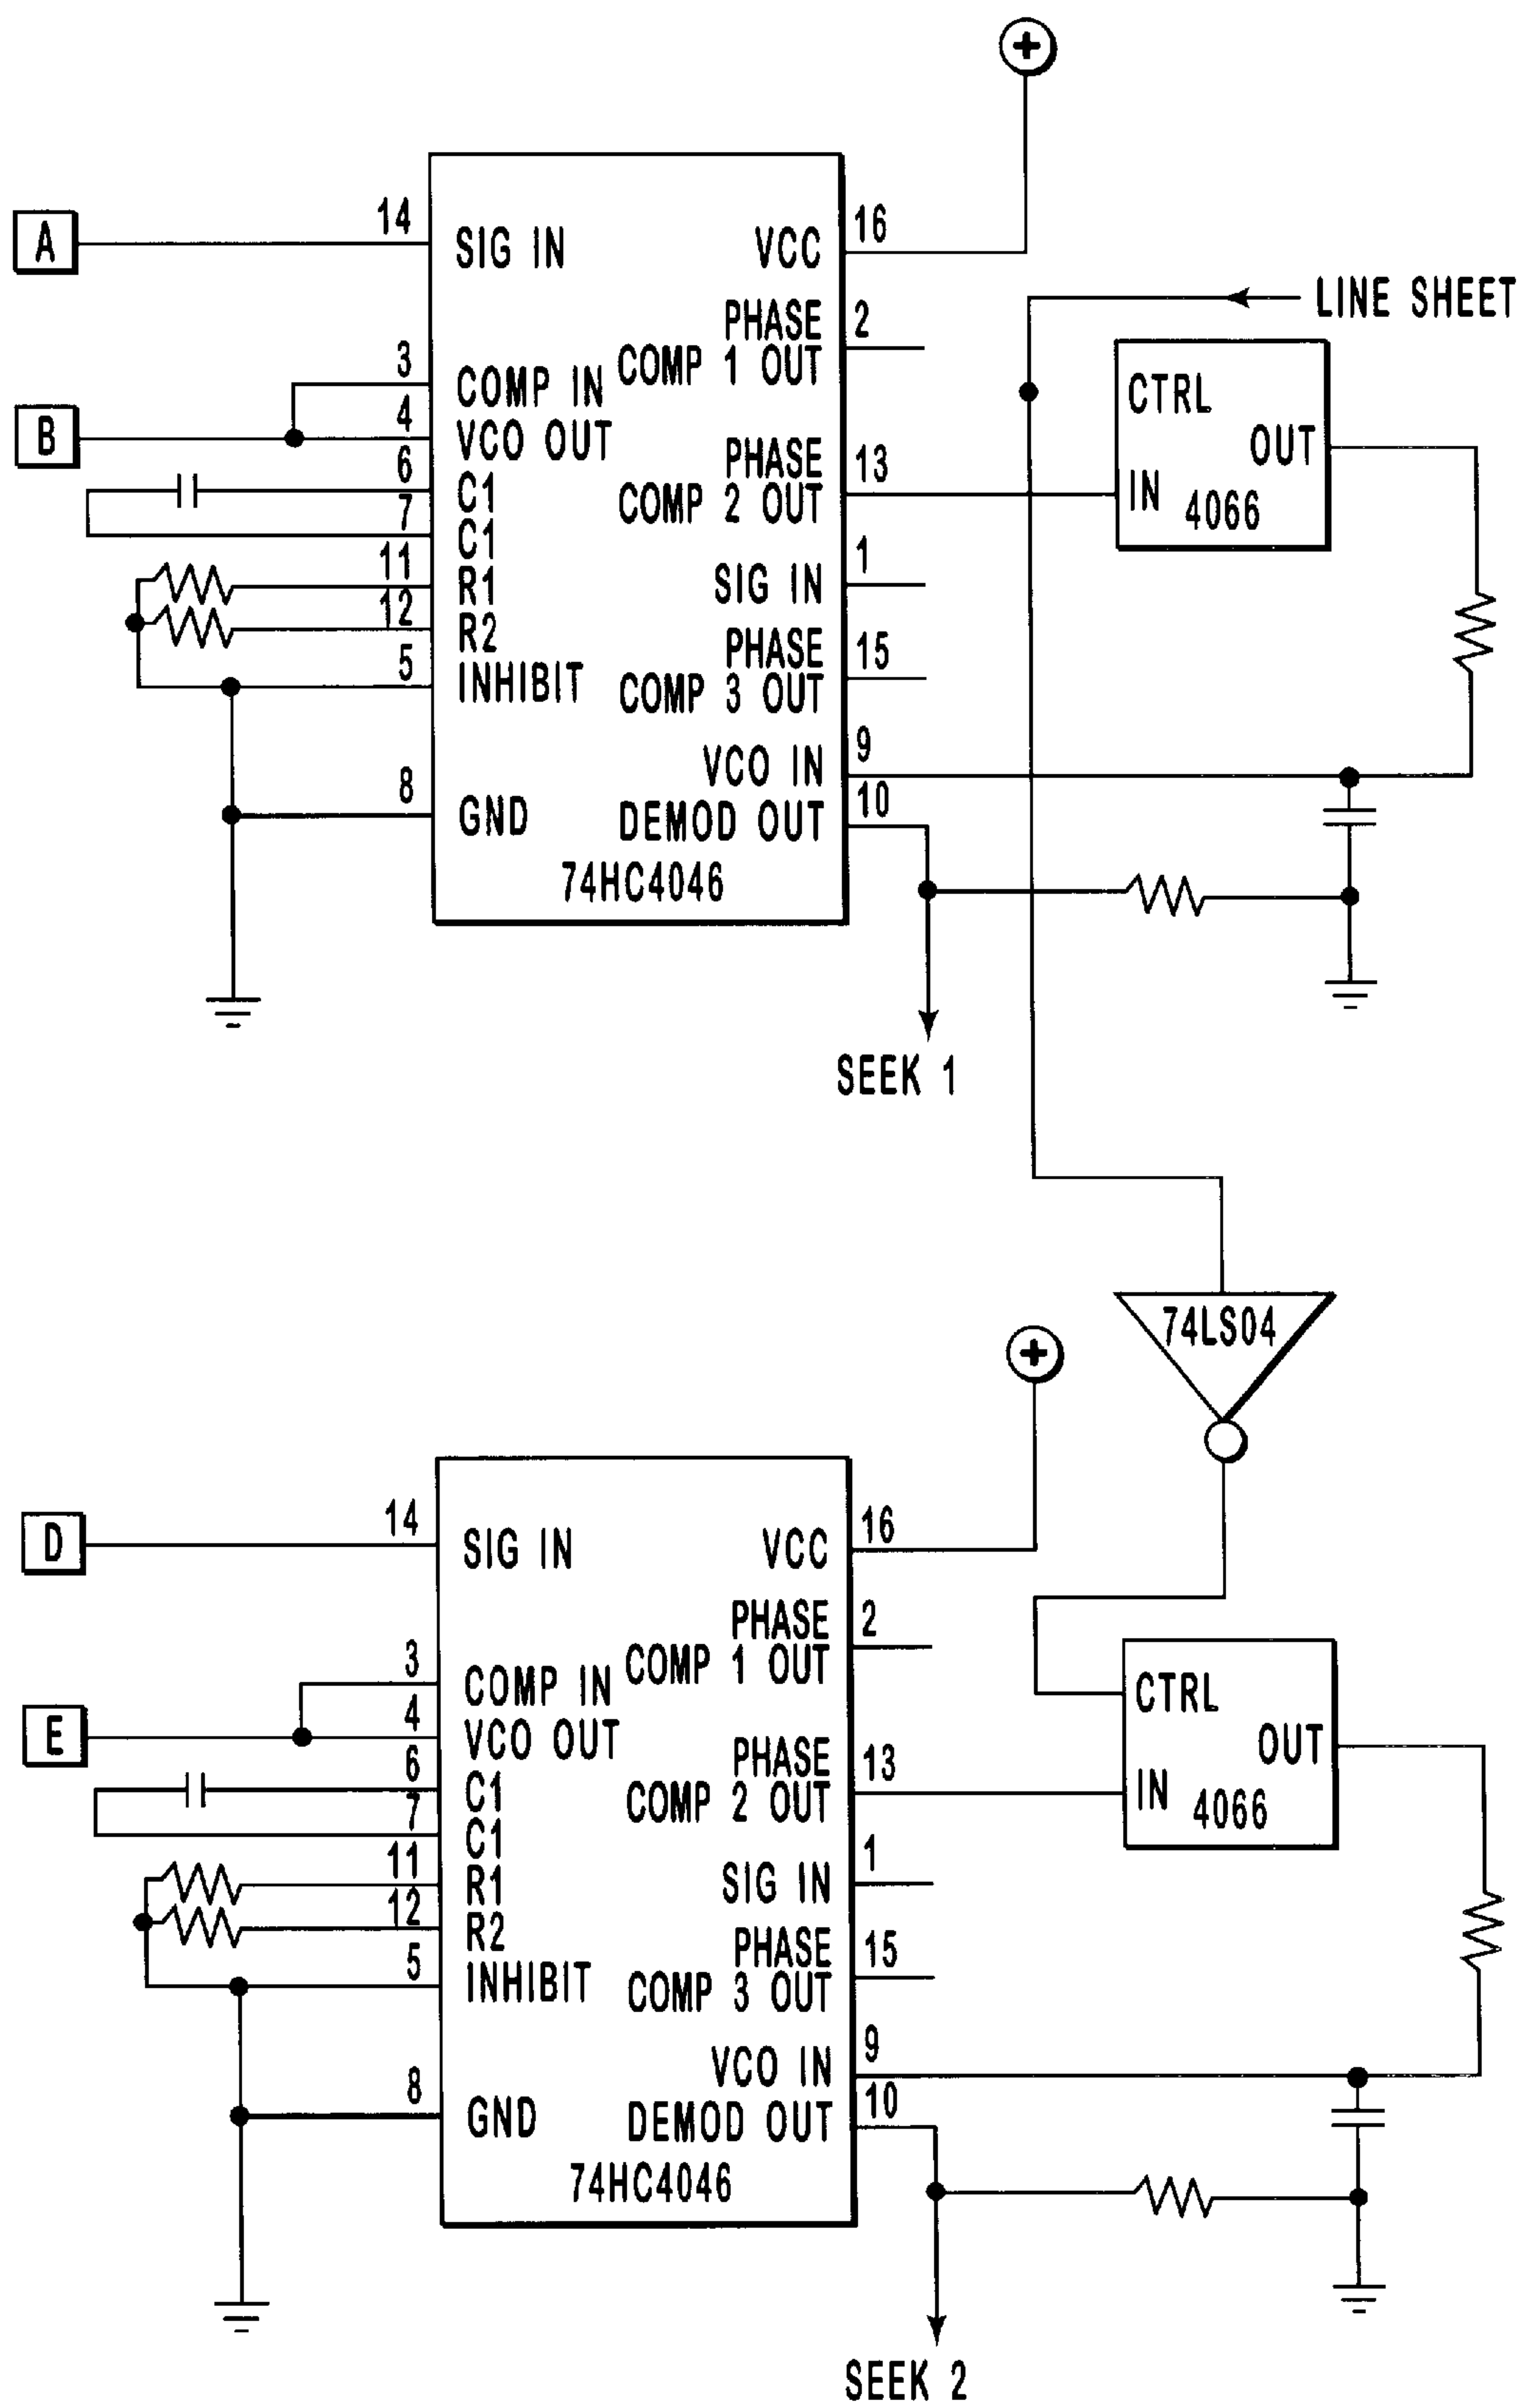 +
A
14
SIG IN
VCC
16
LINE SHEET
PHASE
COMP 1 OUT
2
3
COMP IN
CTRL
B
4
VCO OUT
OUT
PHASE
COMP 2 OUT
13
IN
4066
6
C1
7
C1
11
R1
SIG IN
1
12
R2
PHASE
COMP 3 OUT
15
5
INHIBIT
VCO IN
9
8
GND
DEMOD OUT
10
74HC4046
SEEK 1
74LS04
+
D
14
SIG IN
VCC
16
PHASE
COMP 1 OUT
2
3
COMP IN
CTRL
E
4
VCO OUT
OUT
PHASE
COMP 2 OUT
13
IN
4066
6
C1
7
C1
11
R1
SIG IN
1
12
R2
PHASE
COMP 3 OUT
15
5
INHIBIT
VCO IN
9
8
GND
DEMOD OUT
10
74HC4046
SEEK 2